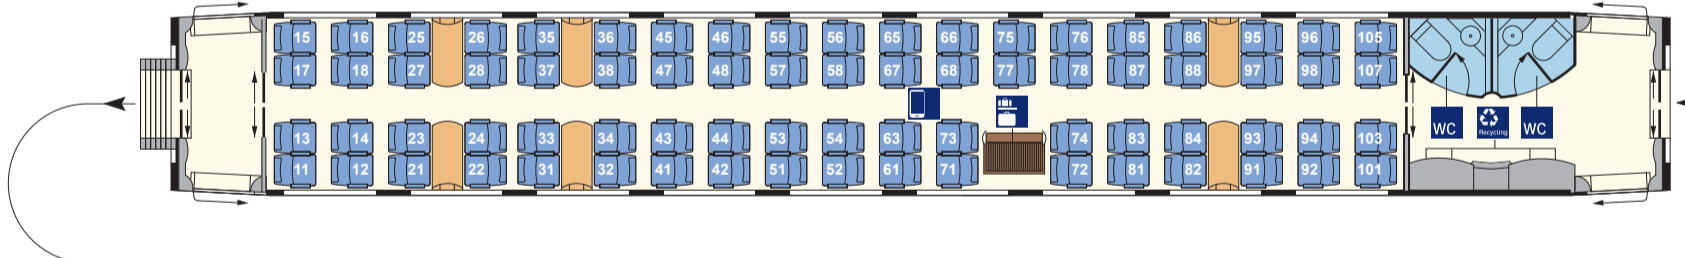 15 16 25 26 35 36 45 46 55 56 65 66 75 76 85 86 95 96 105
17 18 27 28 37 38 47 48 57 58 67 68 77 78 87 88 97 98 107
WC Recycling WC
13 14 23 24 33 34 43 44 53 54 63 73 74 83 84 93 94 103
11 12 21 22 31 32 41 42 51 52 61 71 72 81 82 91 92 101